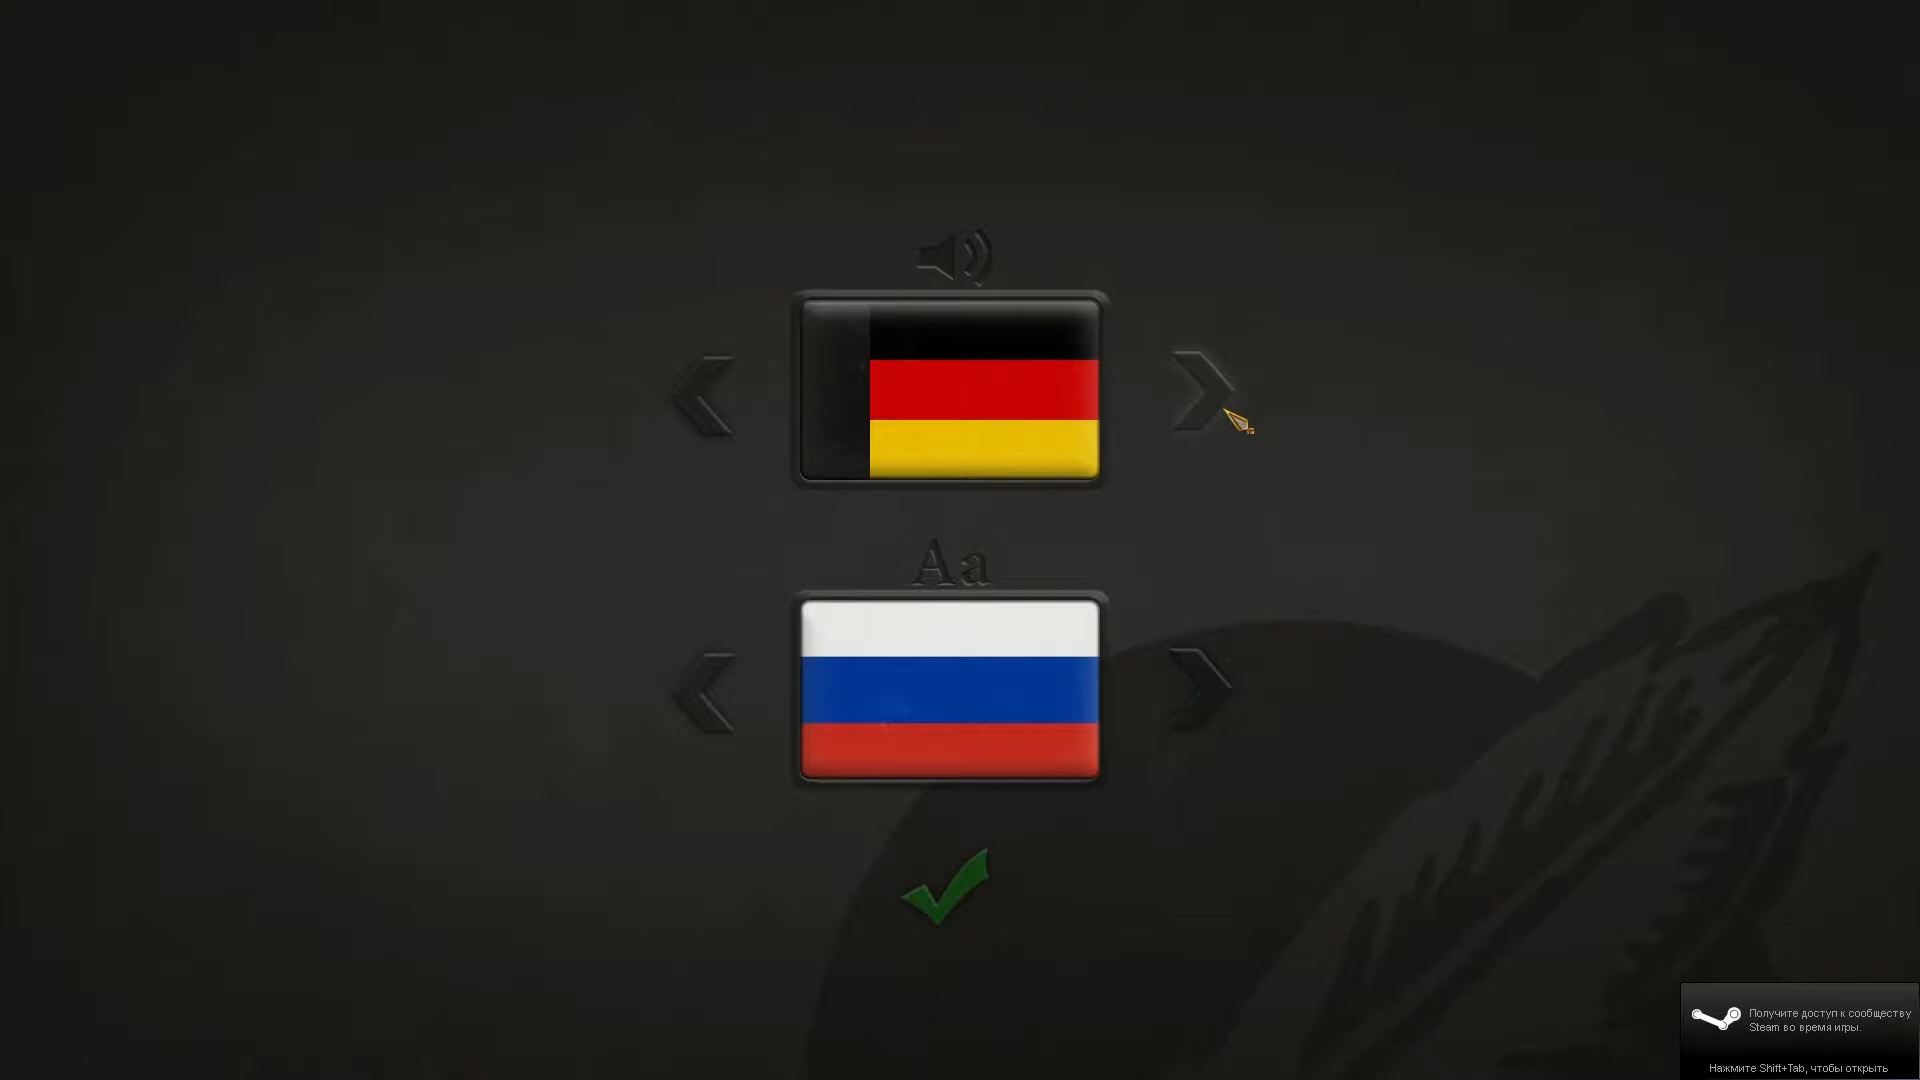 Aa
Получите доступ к сообществу
Steam во время игры.
Нажмите Shift+Tab, чтобы открыть